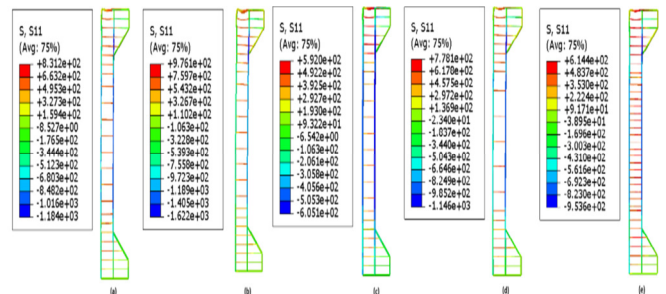 S, S11
(Avg: 75%)
+8.312e+02
+6.632e+02
+4.953e+02
+3.273e+02
+1.594e+02
-8.527e+00
-1.765e+02
-3.444e+02
-5.123e+02
-6.803e+02
-8.482e+02
-1.016e+03
-1.184e+03
(a)
S, S11
(Avg: 75%)
+9.761e+02
+7.597e+02
+5.432e+02
+3.267e+02
+1.102e+02
-1.063e+02
-3.228e+02
-5.393e+02
-7.558e+02
-9.723e+02
-1.189e+03
-1.405e+03
-1.622e+03
(b)
S, S11
(Avg: 75%)
+5.920e+02
+4.922e+02
+3.925e+02
+2.927e+02
+1.930e+02
+9.322e+01
-6.542e+00
-1.063e+02
-2.061e+02
-3.058e+02
-4.056e+02
-5.053e+02
-6.051e+02
(c)
S, S11
(Avg: 75%)
+7.781e+02
+6.178e+02
+4.575e+02
+2.972e+02
+1.369e+02
-2.340e+01
-1.837e+02
-3.440e+02
-5.043e+02
-6.646e+02
-8.249e+02
-9.852e+02
-1.146e+03
(d)
S, S11
(Avg: 75%)
+6.144e+02
+4.837e+02
+3.530e+02
+2.224e+02
+9.171e+01
-3.895e+01
-1.696e+02
-3.003e+02
-4.310e+02
-5.616e+02
-6.923e+02
-8.230e+02
-9.536e+02
(e)